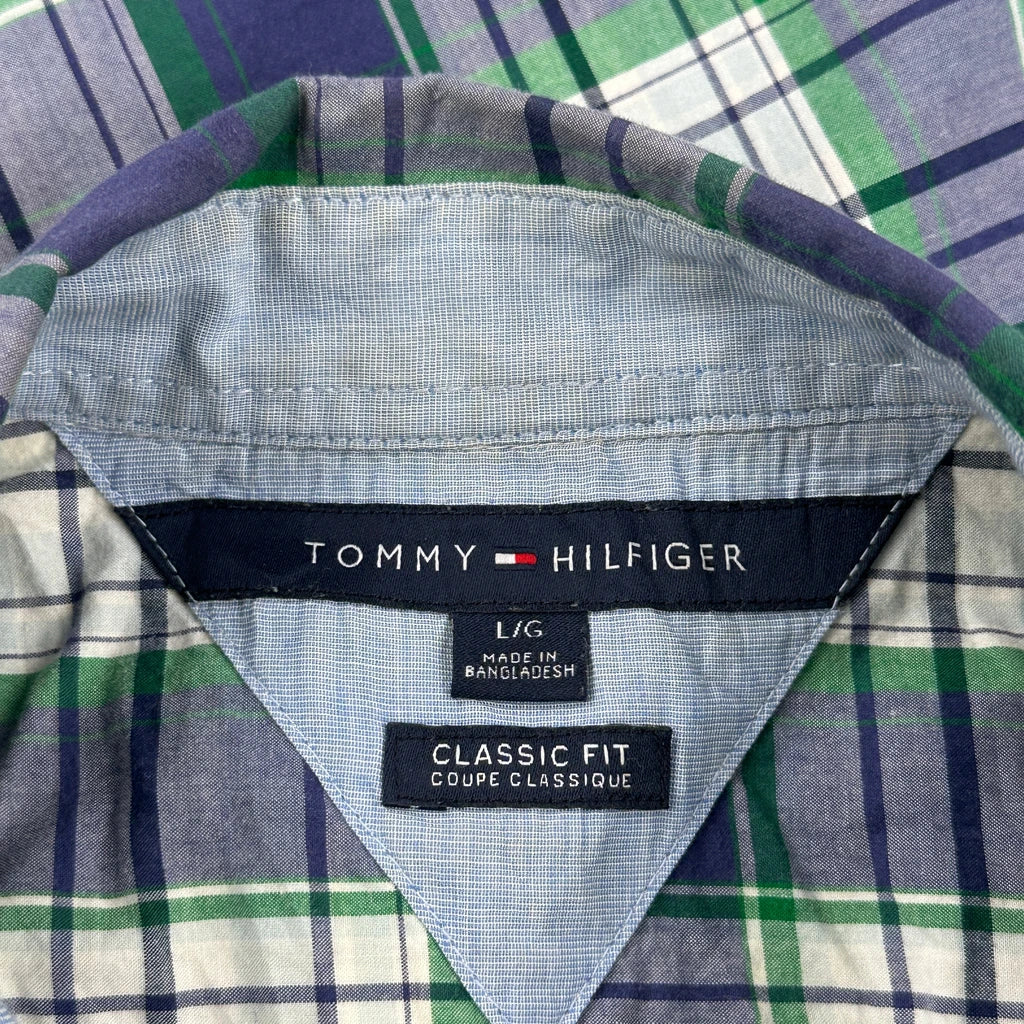 TOMMY HILFIGER
L/G
MADE IN
BANGLADESH
CLASSIC FIT
COUPE CLASSIQUE